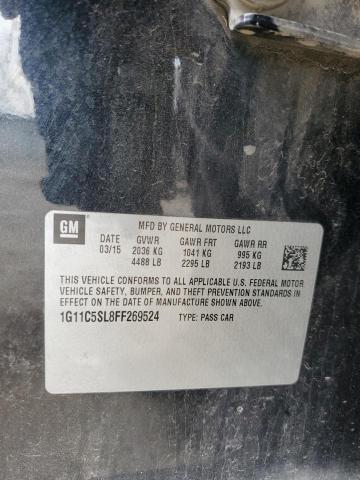 GM
MFD BY GENERAL MOTORS LLC
DATE GVWR GAWR FRT GAWR RR
03/15 2036 KG 1041 KG 995 KG
4488 LB 2295 LB 2193 LB
THIS VEHICLE CONFORMS TO ALL APPLICABLE U.S. FEDERAL MOTOR
VEHICLE SAFETY, BUMPER, AND THEFT PREVENTION STANDARDS
IN EFFECT ON THE DATE OF MANUFACTURE SHOWN ABOVE.
1G11C5SL8FF269524 TYPE: PASS CAR